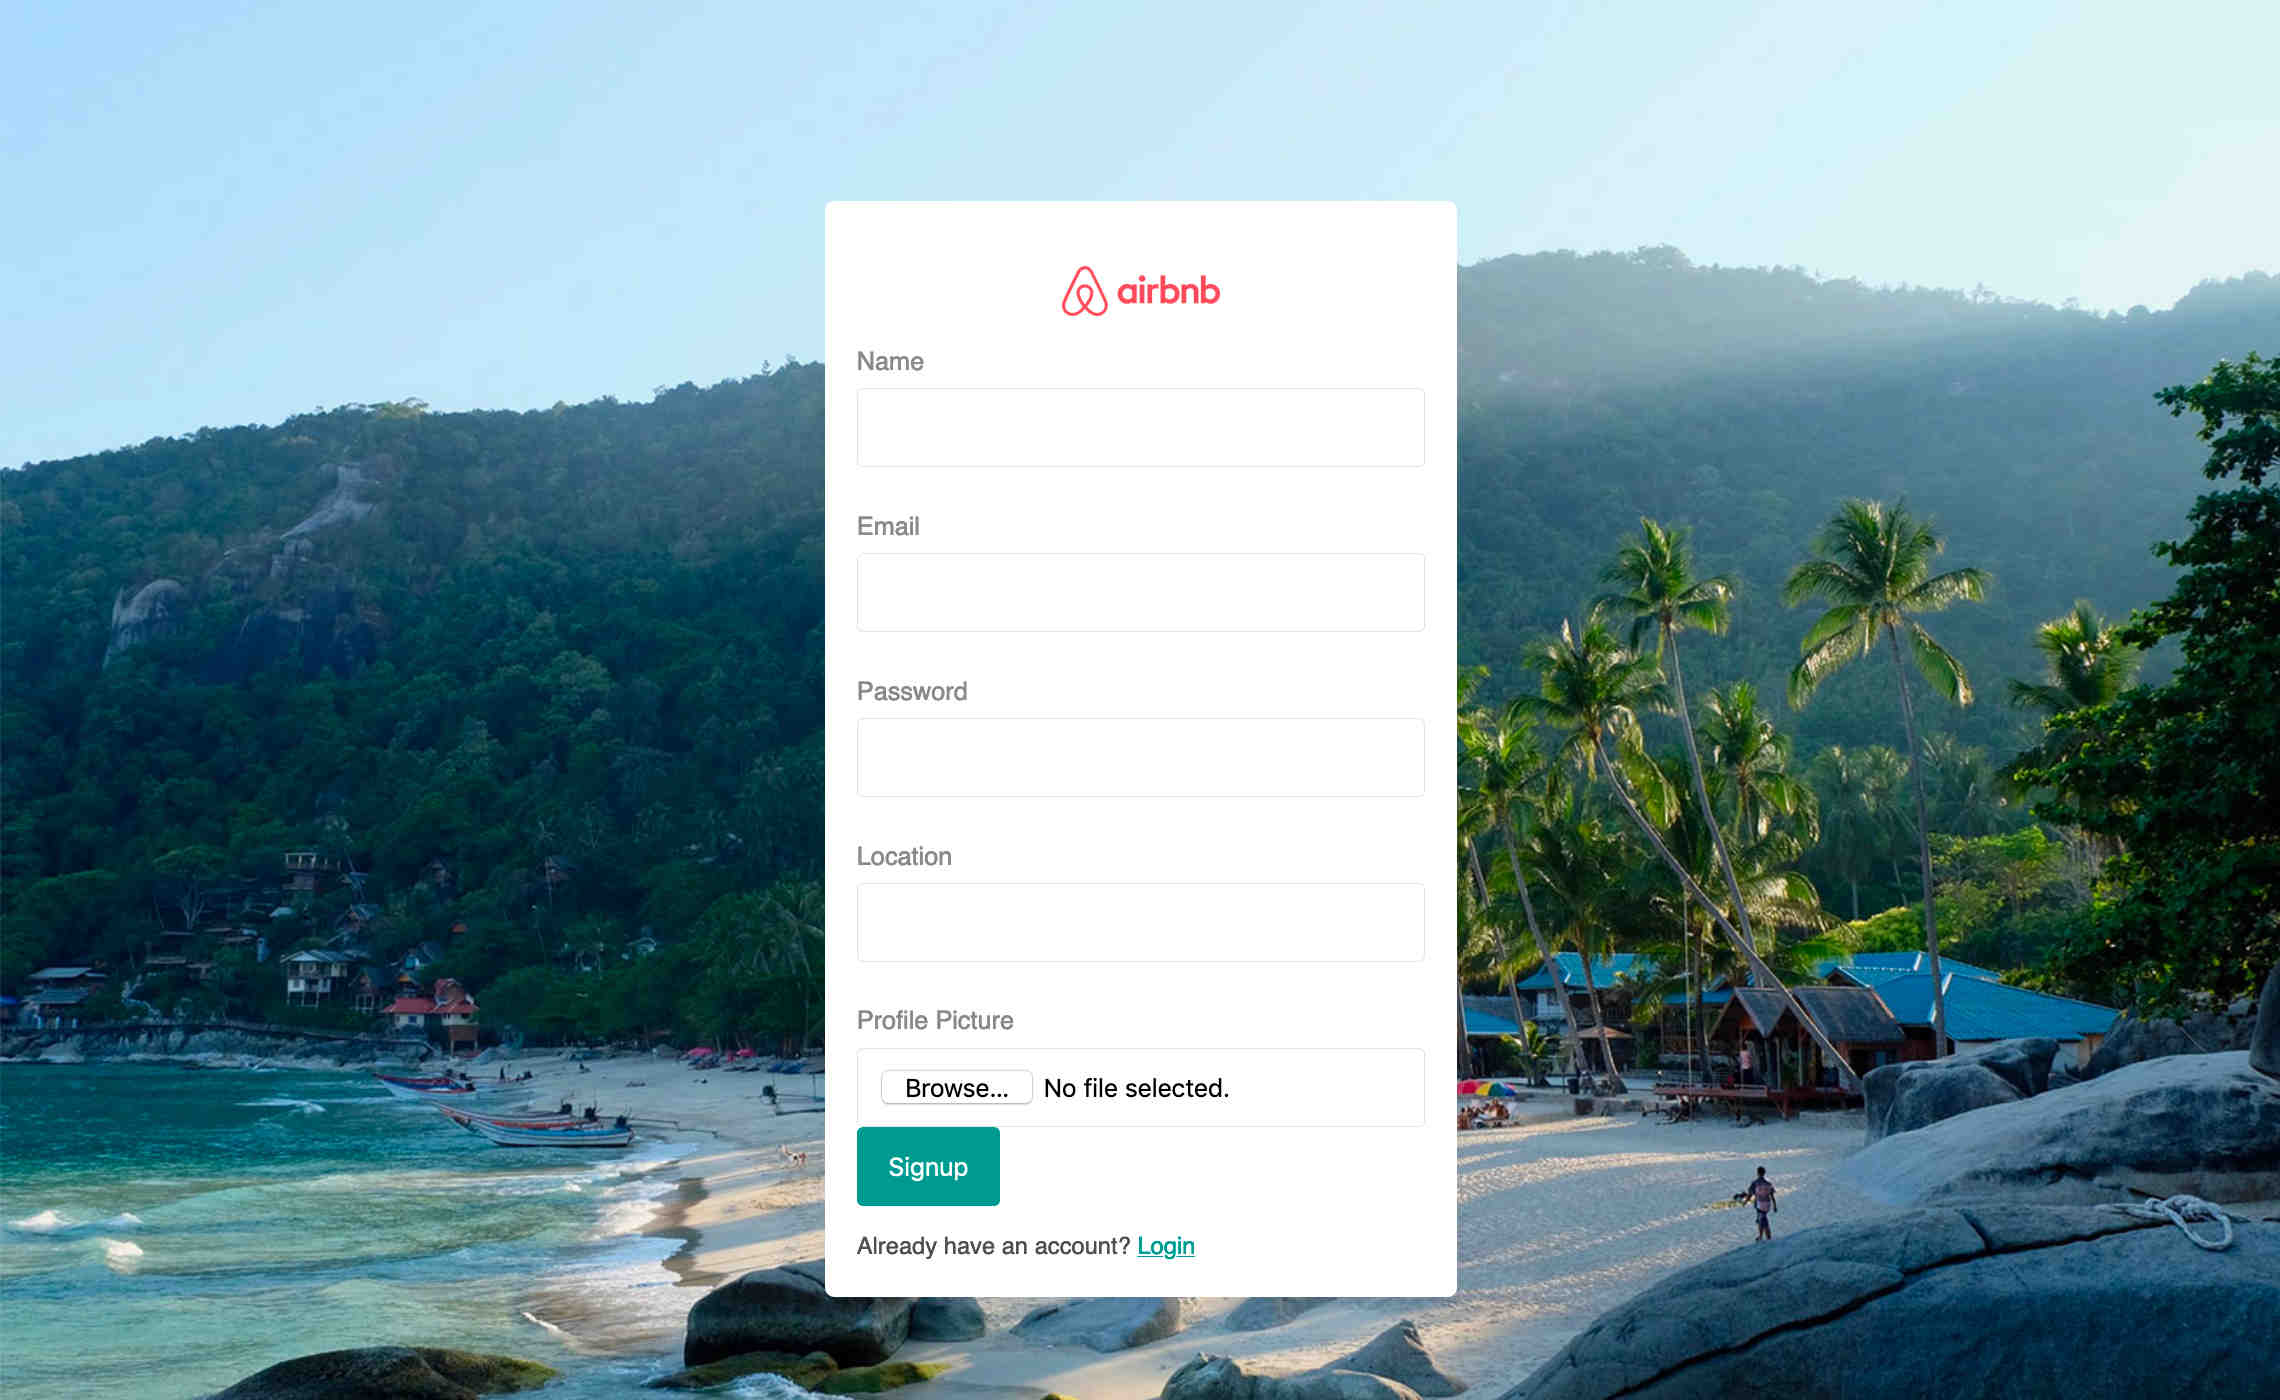 airbnb
Name
Email
Password
Location
Profile Picture
Browse... No file selected.
Signup
Already have an account? Login